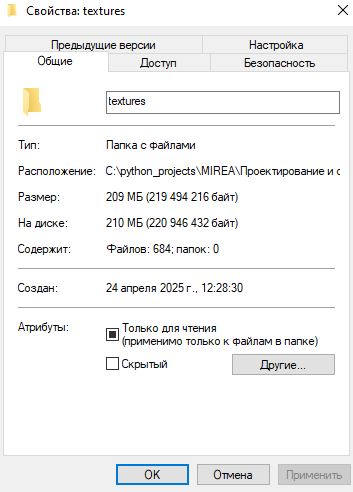 Свойства: textures
Предыдущие версии
Настройка
Общие
Доступ
Безопасность
textures
Тип: Папка с файлами
Расположение: C:\python_projects\MIREA\Проектирование и с
Размер: 209 МБ (219 494 216 байт)
На диске: 210 МБ (220 946 432 байт)
Содержит: Файлов: 684; папок: 0
Создан: 24 апреля 2025 г., 12:28:30
Атрибуты: Только для чтения
(применимо только к файлам в папке)
Скрытый
Другие...
OK
Отмена
Применить